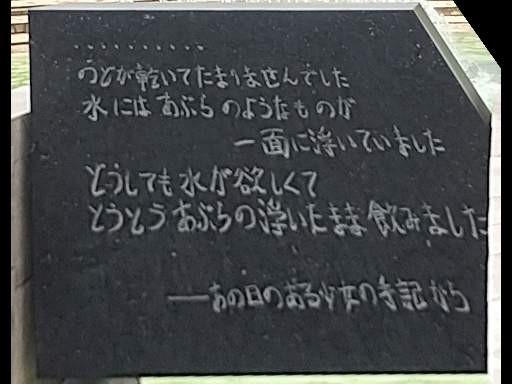 ‥‥‥‥‥
のどが乾いてたまりませんでした
水にはあぶらのようなものが
一面に浮いていました
どうしても水が欲しくて
とうとうあぶらの浮いたまま飲みました
――あの日のある少女の手記から